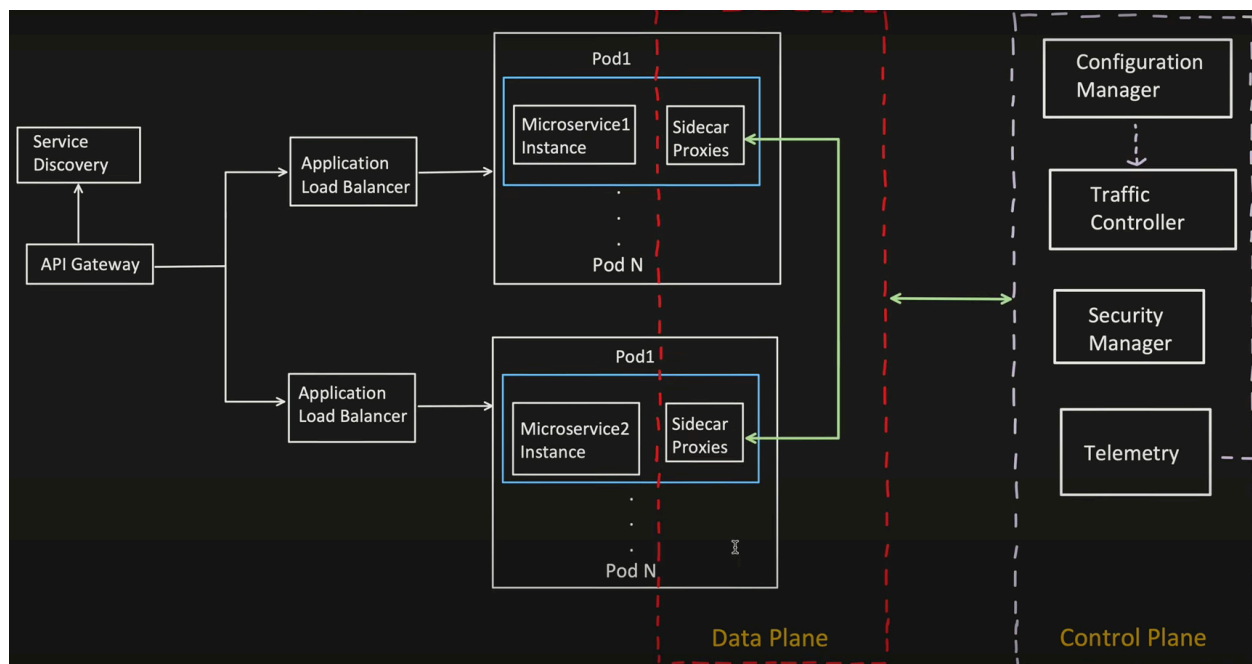 Service
Discovery
API Gateway
Application
Load Balancer
Application
Load Balancer
Pod1
Microservice1
Instance
Sidecar
Proxies
Pod N
Pod1
Microservice2
Instance
Sidecar
Proxies
Pod N
Data Plane
Configuration
Manager
Traffic
Controller
Security
Manager
Telemetry
Control Plane